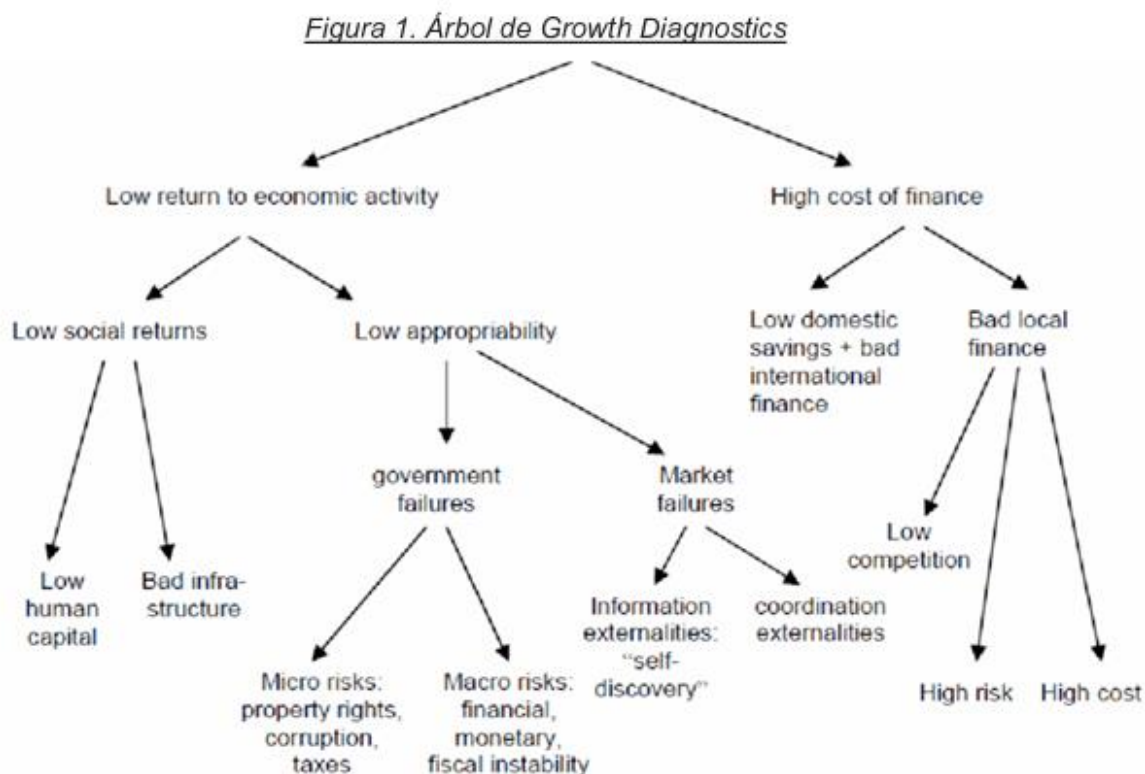 Figura 1. Árbol de Growth Diagnostics
Low return to economic activity
High cost of finance
Low social returns
Low appropriability
Low domestic
savings + bad
international
finance
Bad local
finance
government
failures
Market
failures
Low
competition
Low
human
capital
Bad infra-
structure
Information
externalities:
“self-
discovery”
coordination
externalities
Micro risks:
property rights,
corruption,
taxes
Macro risks:
financial,
monetary,
fiscal instability
High risk
High cost